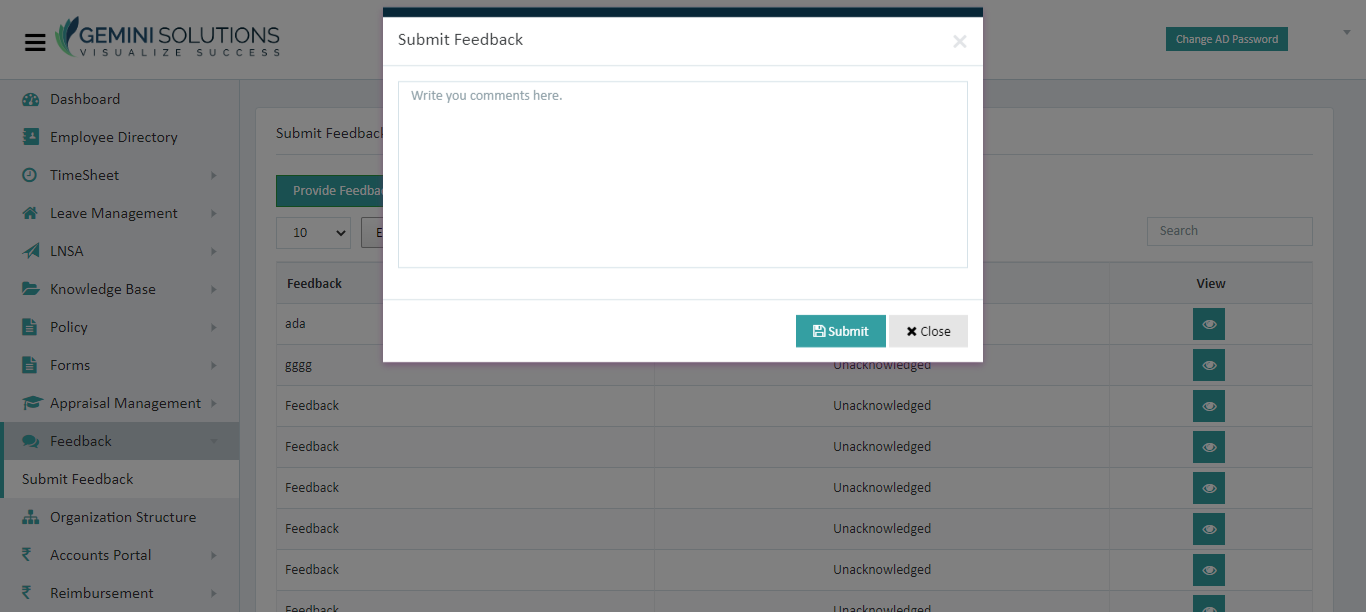 GEMINI SOLUTIONS
VISUALIZE SUCCESS
Change AD Password
Dashboard
Employee Directory
TimeSheet
Leave Management
LNSA
Knowledge Base
Policy
Forms
Appraisal Management
Feedback
Submit Feedback
Organization Structure
Accounts Portal
Reimbursement
Submit Feedback
Write you comments here.
Submit
Close
Submit Feedback
Provide Feedba
10
E
Search
Feedback View
ada
gggg Unacknowledged
Feedback Unacknowledged
Feedback Unacknowledged
Feedback Unacknowledged
Feedback Unacknowledged
Feedback Unacknowledged
Feedback Unacknowledged